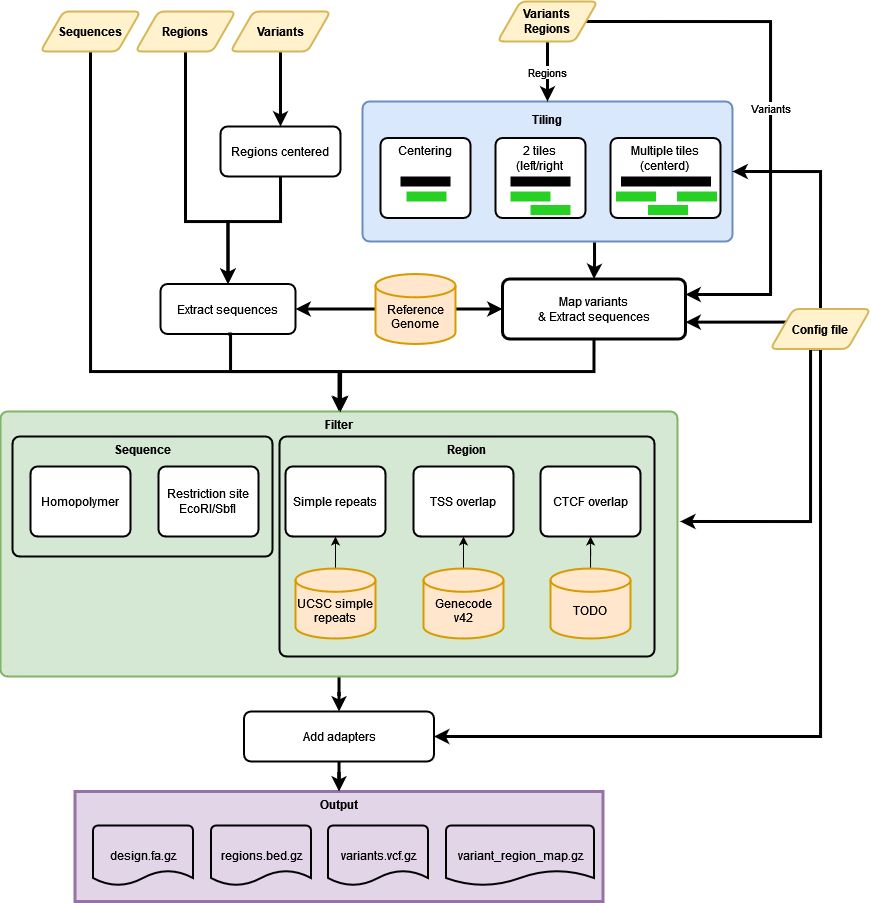 Sequences
Regions
Variants
Variants
Regions
Regions
Variants
Regions centered
Tiling
Centering
2 tiles
(left/right
Multiple tiles
(centerd)
Extract sequences
Reference
Genome
Map variants
& Extract sequences
Config file
Filter
Sequence
Homopolymer
Restriction site
EcoRI/SbfI
Region
Simple repeats
TSS overlap
CTCF overlap
UCSC simple
repeats
Genecode
v42
TODO
Add adapters
Output
design.fa.gz
regions.bed.gz
variants.vcf.gz
variant_region_map.gz